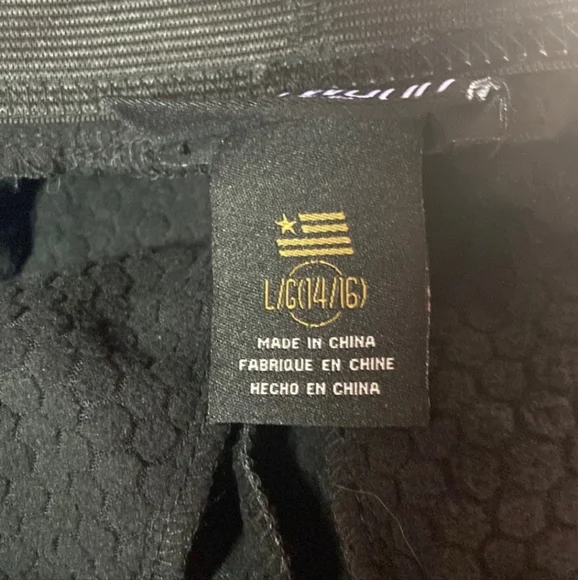 L/G(14/16)
MADE IN CHINA
FABRIQUE EN CHINE
HECHO EN CHINA